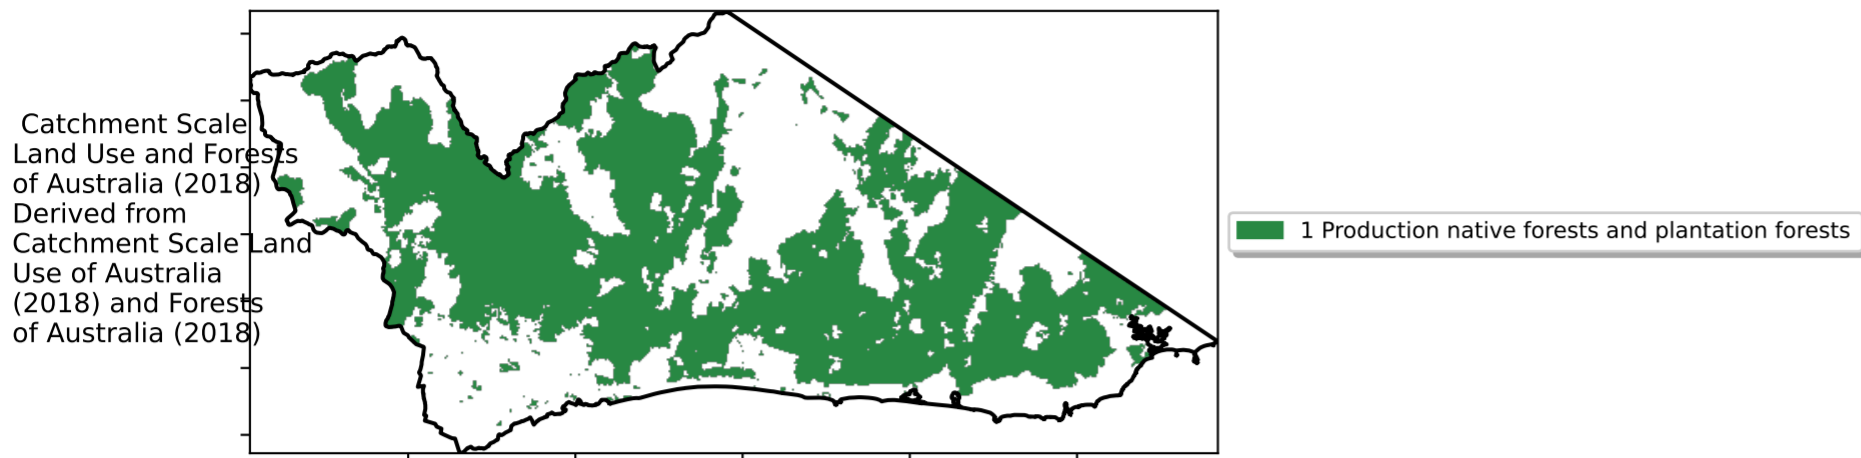 Catchment Scale
Land Use and Forests
of Australia (2018)
Derived from
Catchment Scale Land
Use of Australia
(2018) and Forests
of Australia (2018)
1 Production native forests and plantation forests